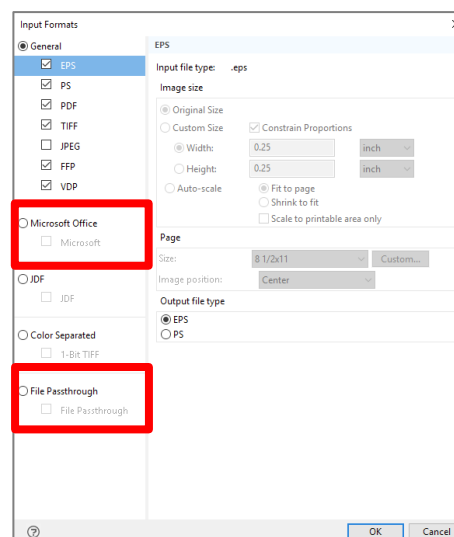 Input Formats
General
EPS
PS
PDF
TIFF
JPEG
FFP
VDP
Microsoft Office
Microsoft
JDF
JDF
Color Separated
1-Bit TIFF
File Passthrough
File Passthrough
EPS
Input file type: .eps
Image size
Original Size
Custom Size Constrain Proportions
Width: 0.25 inch
Height: 0.25 inch
Auto-scale Fit to page
Shrink to fit
Scale to printable area only
Page
Size: 8 1/2x11 Custom...
Image position: Center
Output file type
EPS
PS
? OK Cancel